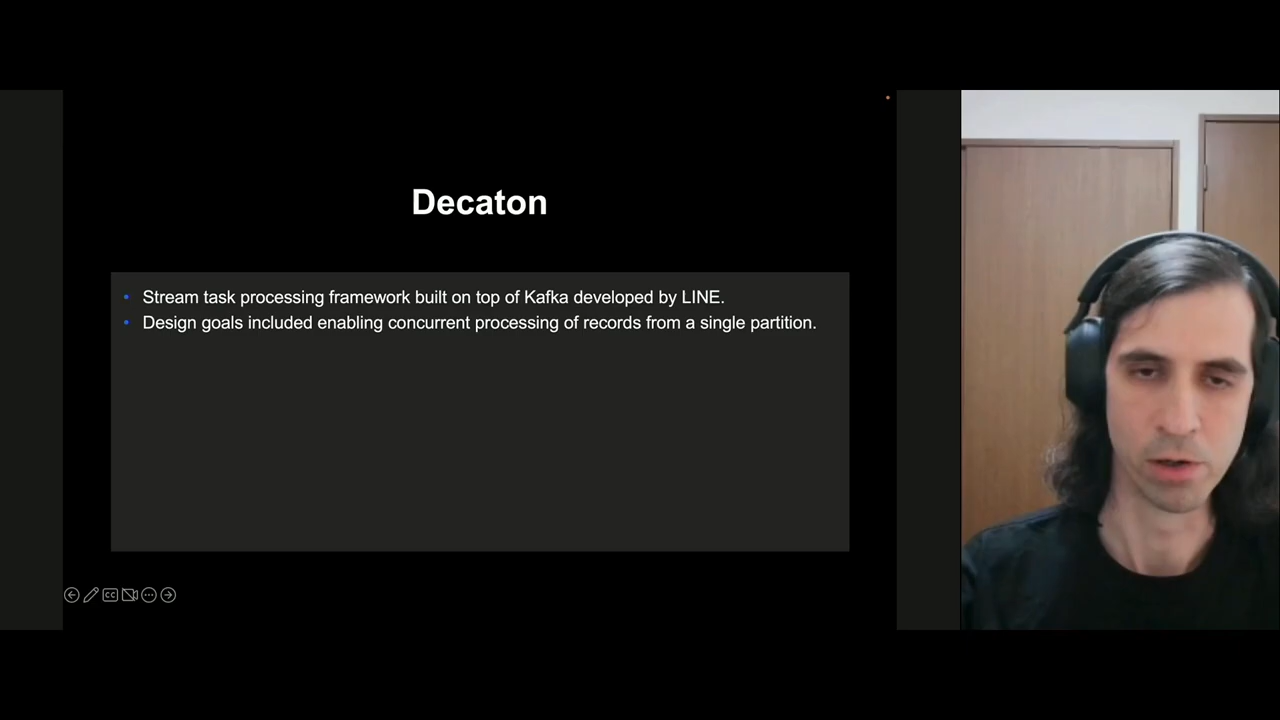 Decaton
• Stream task processing framework built on top of Kafka developed by LINE.
• Design goals included enabling concurrent processing of records from a single partition.
CC